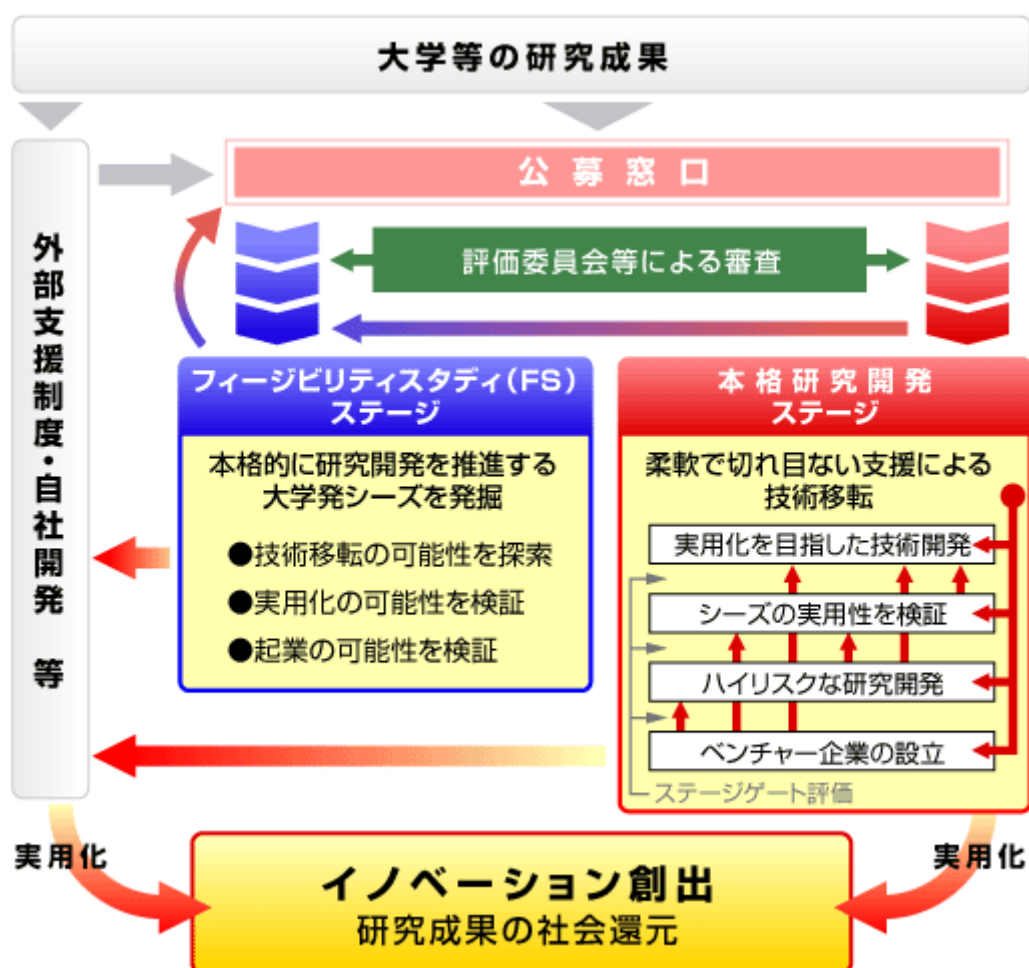 大学等の研究成果
公募窓口
外部支援制度・自社開発 等
評価委員会等による審査
フィージビリティスタディ(FS)
ステージ
本格的に研究開発を推進する
大学発シーズを発掘
●技術移転の可能性を探索
●実用化の可能性を検証
●起業の可能性を検証
本格研究開発
ステージ
柔軟で切れ目ない支援による
技術移転
実用化を目指した技術開発
シーズの実用性を検証
ハイリスクな研究開発
ベンチャー企業の設立
ステージゲート評価
実用化
実用化
イノベーション創出
研究成果の社会還元